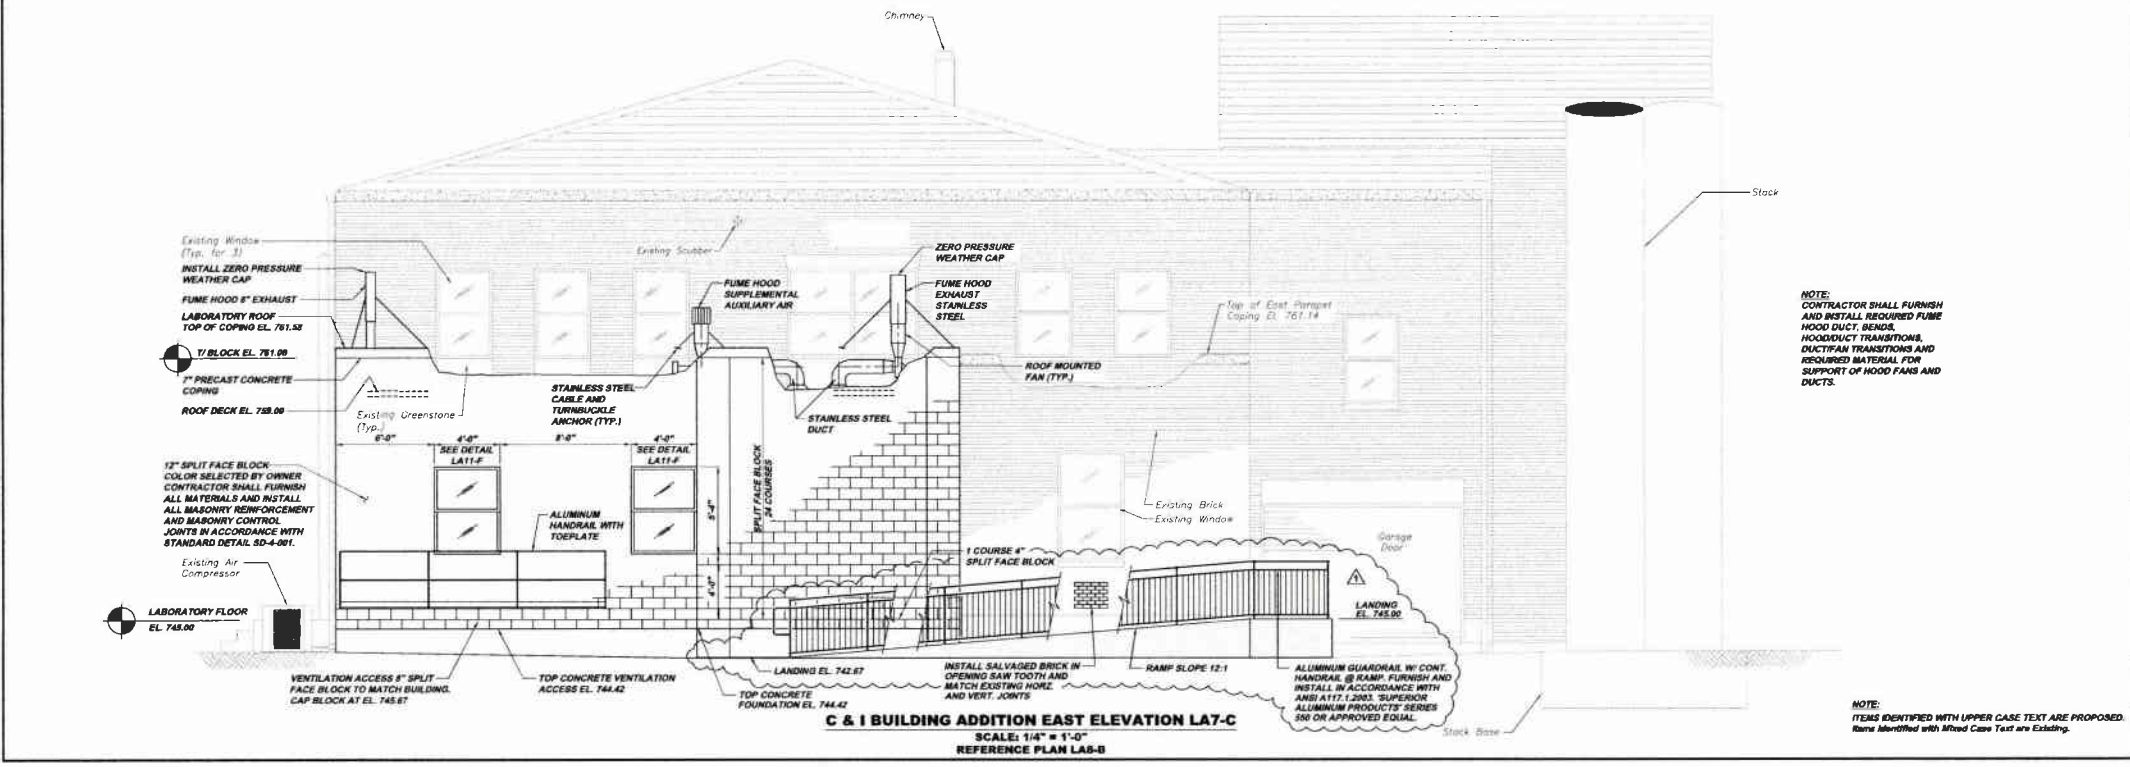 Chimney
Stack
Existing Window
(Typ. for 3)
INSTALL ZERO PRESSURE
WEATHER CAP
FUME HOOD 8" EXHAUST
LABORATORY ROOF
TOP OF COPING EL. 761.58
T/ BLOCK EL. 761.08
7" PRECAST CONCRETE
COPING
ROOF DECK EL. 759.00
Existing Greenstone
(Typ.)
Existing Scubber
FUME HOOD
SUPPLEMENTAL
AUXILIARY AIR
ZERO PRESSURE
WEATHER CAP
FUME HOOD
EXHAUST
STAINLESS
STEEL
Top of East Parapet
Coping El. 761.14
ROOF MOUNTED
FAN (TYP.)
STAINLESS STEEL
CABLE AND
TURNBUCKLE
ANCHOR (TYP.)
STAINLESS STEEL
DUCT
NOTE:
CONTRACTOR SHALL FURNISH
AND INSTALL REQUIRED FUME
HOOD DUCT, BENDS,
HOOD/DUCT TRANSITIONS,
DUCT/FAN TRANSITIONS AND
REQUIRED MATERIAL FOR
SUPPORT OF HOOD FANS AND
DUCTS.
6'-0"
4'-0"
8'-0"
4'-0"
SEE DETAIL
LA11-F
SEE DETAIL
LA11-F
12" SPLIT FACE BLOCK
COLOR SELECTED BY OWNER
CONTRACTOR SHALL FURNISH
ALL MATERIALS AND INSTALL
ALL MASONRY REINFORCEMENT
AND MASONRY CONTROL
JOINTS IN ACCORDANCE WITH
STANDARD DETAIL SD-4-001.
ALUMINUM
HANDRAIL WITH
TOEPLATE
5'-4"
4'-0"
SPLIT FACE BLOCK
24 COURSES
Existing Brick
Existing Window
Garage
Door
1 COURSE 4"
SPLIT FACE BLOCK
Existing Air
Compressor
LABORATORY FLOOR
EL. 745.00
1
LANDING
EL. 745.00
VENTILATION ACCESS 8" SPLIT
FACE BLOCK TO MATCH BUILDING.
CAP BLOCK AT EL. 745.67
TOP CONCRETE VENTILATION
ACCESS EL. 744.42
LANDING EL. 742.67
TOP CONCRETE
FOUNDATION EL. 744.42
INSTALL SALVAGED BRICK IN
OPENING SAW TOOTH AND
MATCH EXISTING HORZ.
AND VERT. JOINTS
RAMP SLOPE 12:1
ALUMINUM GUARDRAIL W/ CONT.
HANDRAIL @ RAMP. FURNISH AND
INSTALL IN ACCORDANCE WITH
ANSI A117.1.2003. "SUPERIOR
ALUMINUM PRODUCTS" SERIES
550 OR APPROVED EQUAL.
Stack Base
C & I BUILDING ADDITION EAST ELEVATION LA7-C
SCALE: 1/4" = 1'-0"
REFERENCE PLAN LA8-B
NOTE:
ITEMS IDENTIFIED WITH UPPER CASE TEXT ARE PROPOSED.
Items Identified with Mixed Case Text are Existing.